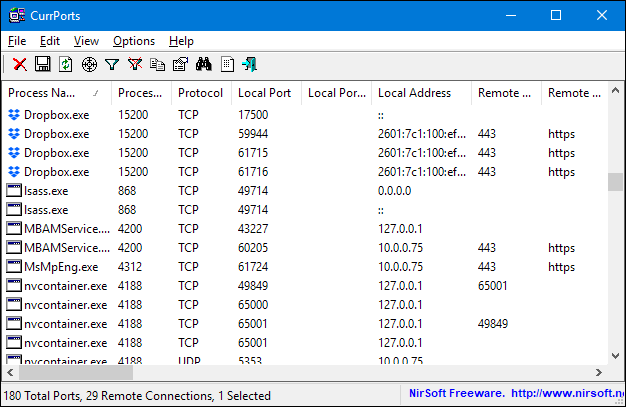 CurrPorts
File Edit View Options Help
Process Na... Proces... Protocol Local Port Local Por... Local Address Remote ... Remote ...
Dropbox.exe 15200 TCP 17500 ::
Dropbox.exe 15200 TCP 59944 2601:7c1:100:ef... 443 https
Dropbox.exe 15200 TCP 61715 2601:7c1:100:ef... 443 https
Dropbox.exe 15200 TCP 61716 2601:7c1:100:ef... 443 https
lsass.exe 868 TCP 49714 0.0.0.0
lsass.exe 868 TCP 49714 ::
MBAMService.... 4200 TCP 43227 127.0.0.1
MBAMService.... 4200 TCP 60205 10.0.0.75 443 https
MsMpEng.exe 4312 TCP 61724 10.0.0.75 443 https
nvcontainer.exe 4188 TCP 49849 127.0.0.1 65001
nvcontainer.exe 4188 TCP 65000 127.0.0.1
nvcontainer.exe 4188 TCP 65001 127.0.0.1 49849
nvcontainer.exe 4188 TCP 65001 127.0.0.1
nvcontainer.exe 4188 UDP 5353 10.0.0.75
180 Total Ports, 29 Remote Connections, 1 Selected
NirSoft Freeware. http://www.nirsoft.ne